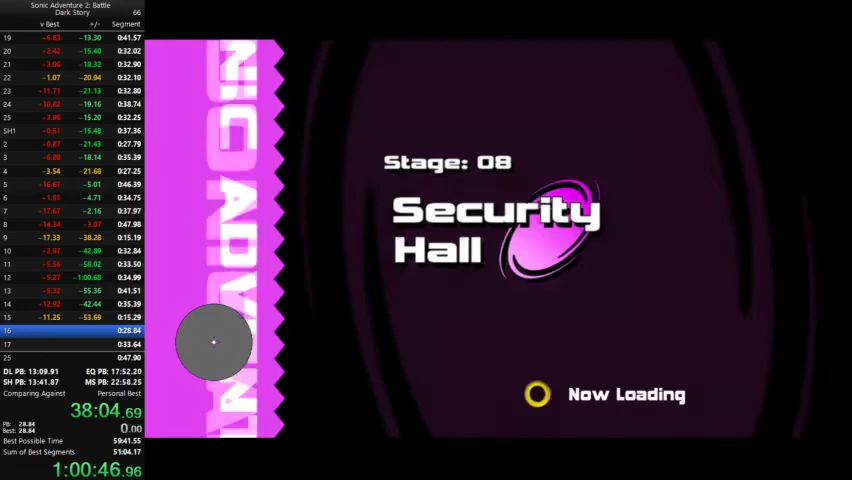 Sonic Adventure 2: Battle
Dark Story 66
v Best +/- Segment
19 +6.83 −13.30 0:41.57
20 +2.42 −15.40 0:32.02
21 +3.06 −18.32 0:32.90
22 −1.07 −20.94 0:32.10
23 +11.71 −21.13 0:32.80
24 +10.82 −19.16 0:38.74
25 +3.96 −15.20 0:32.25
SH1 +0.51 −15.48 0:37.36
2 +0.87 −21.43 0:27.79
3 +6.80 −18.14 0:35.39
4 −3.54 −21.68 0:27.25
5 +16.67 −5.01 0:46.39
6 +1.91 −4.71 0:34.75
7 +17.67 −2.16 0:37.97
8 +14.34 +3.07 0:47.98
9 −17.33 −38.28 0:15.19
10 +2.97 −42.89 0:32.84
11 +5.56 −58.02 0:33.50
12 +5.27 −1:00.68 0:34.99
13 +5.32 −55.36 0:41.51
14 +12.92 −42.44 0:35.39
15 −11.25 −53.69 0:15.29
16 0:28.84
17 0:33.64
25 0:47.90
DL PB: 13:09.91 EQ PB: 17:52.20
SH PB: 13:41.87 MS PB: 22:58.25
Comparing Against Personal Best
38:04.69
PB: 28.84
Best: 28.84
0.00
Best Possible Time 59:41.55
Sum of Best Segments 51:04.17
1:00:46.96
Stage: 08
Security
Hall
Now Loading